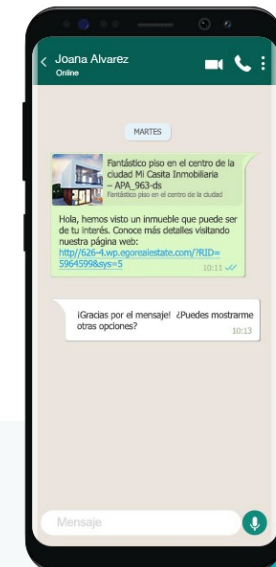 Joana Alvarez
Online
MARTES
Fantástico piso en el centro de la
ciudad Mi Casita Inmobiliaria
– APA_963-ds
Fantástico piso en el centro de la ciudad
Hola, hemos visto un inmueble que puede ser
de tu interés. Conoce más detalles visitando
nuestra página web:
http//626-4.wp.egorealestate.com/?RID=
5964599&sys=5
10:11
¡Gracias por el mensaje! ¿Puedes mostrarme
otras opciones?
10:13
Mensaje